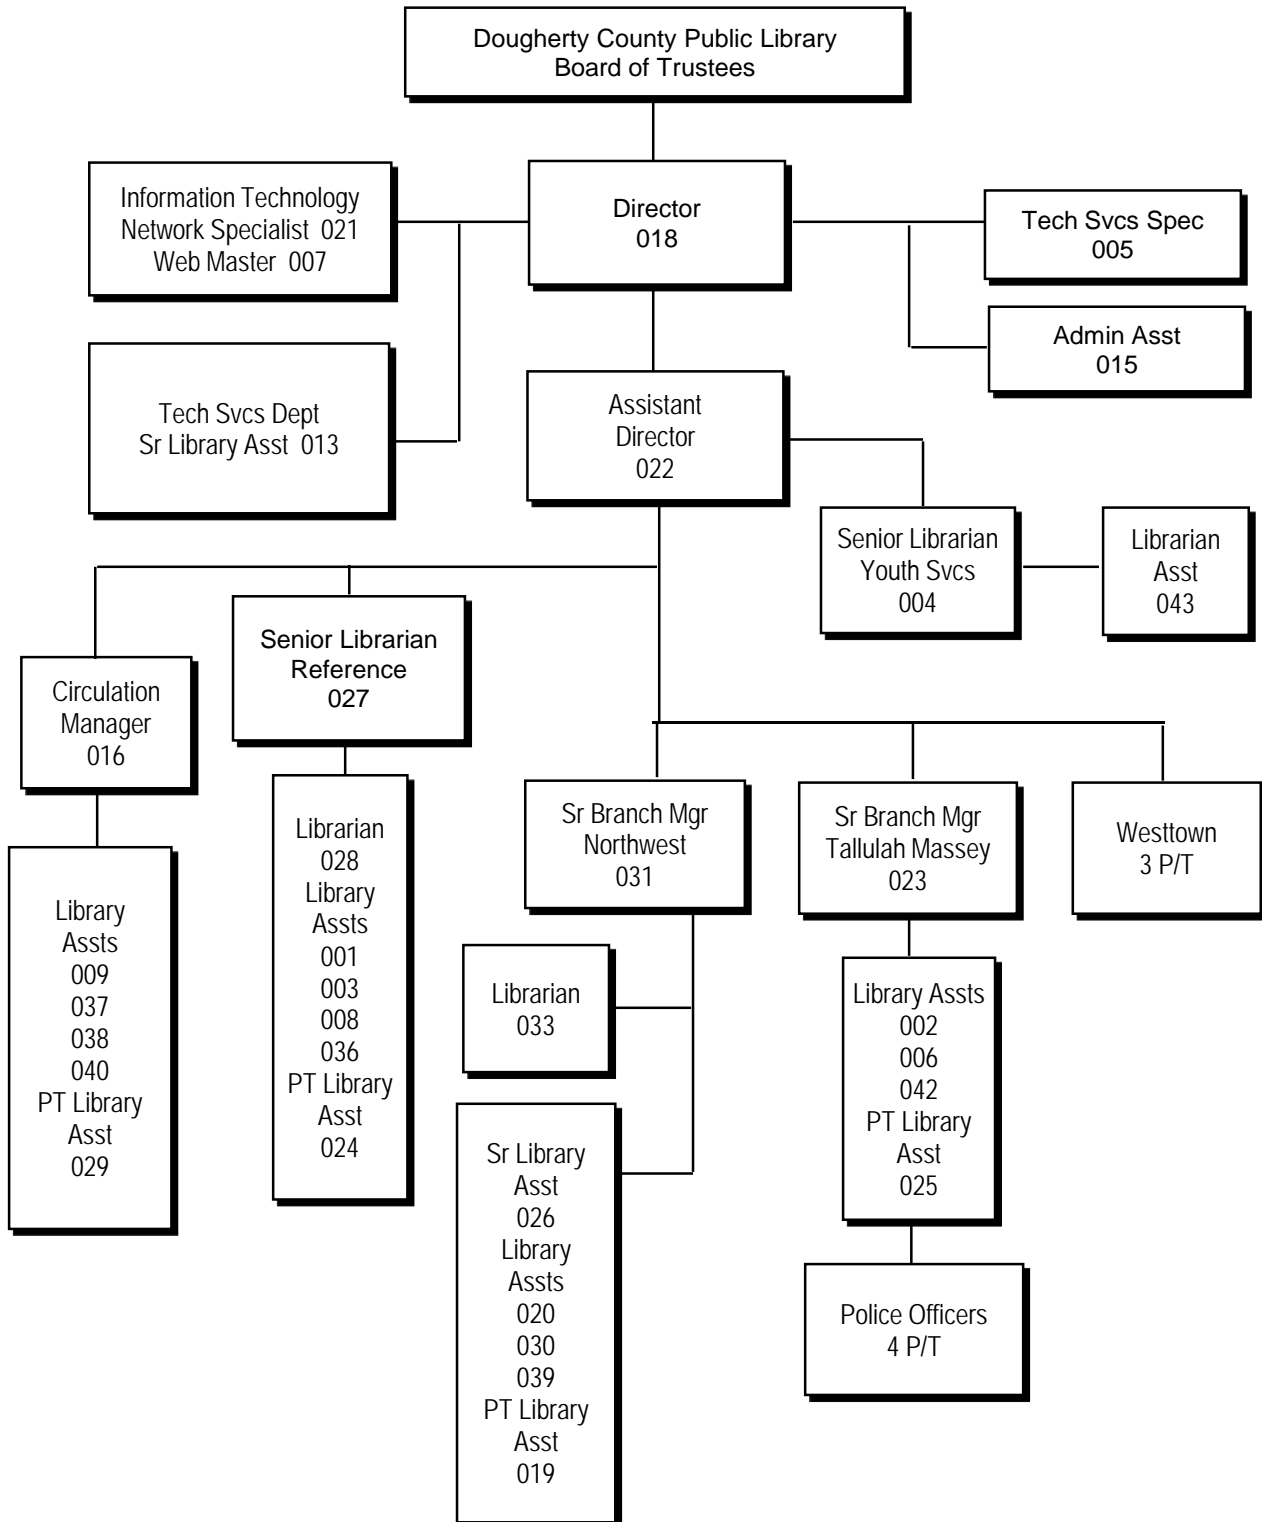 Dougherty County Public Library
Board of Trustees
Information Technology
Network Specialist 021
Web Master 007
Director
018
Tech Svcs Spec
005
Admin Asst
015
Tech Svcs Dept
Sr Library Asst 013
Assistant
Director
022
Senior Librarian
Youth Svcs
004
Librarian
Asst
043
Circulation
Manager
016
Senior Librarian
Reference
027
Sr Branch Mgr
Northwest
031
Sr Branch Mgr
Tallulah Massey
023
Westtown
3 P/T
Library
Assts
009
037
038
040
PT Library
Asst
029
Librarian
028
Library
Assts
001
003
008
036
PT Library
Asst
024
Librarian
033
Sr Library
Asst
026
Library
Assts
020
030
039
PT Library
Asst
019
Library Assts
002
006
042
PT Library
Asst
025
Police Officers
4 P/T